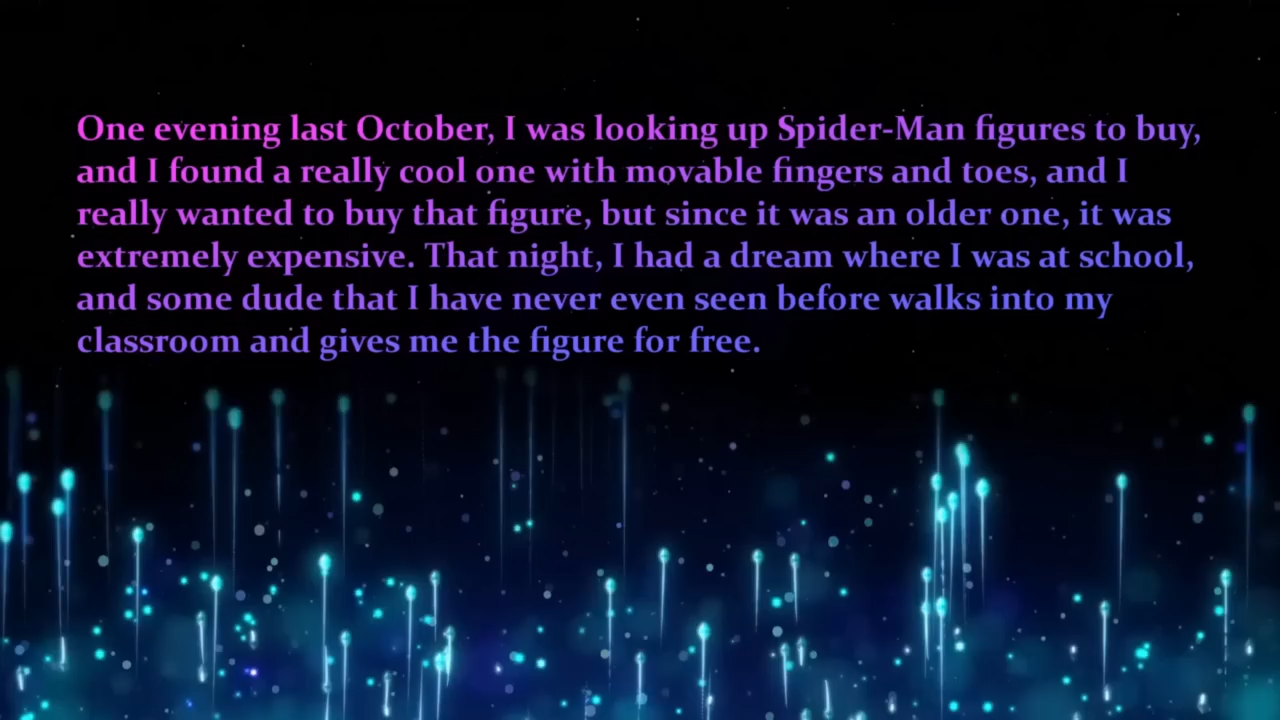 One evening last October, I was looking up Spider-Man figures to buy,
and I found a really cool one with movable fingers and toes, and I
really wanted to buy that figure, but since it was an older one, it was
extremely expensive. That night, I had a dream where I was at school,
and some dude that I have never even seen before walks into my
classroom and gives me the figure for free.